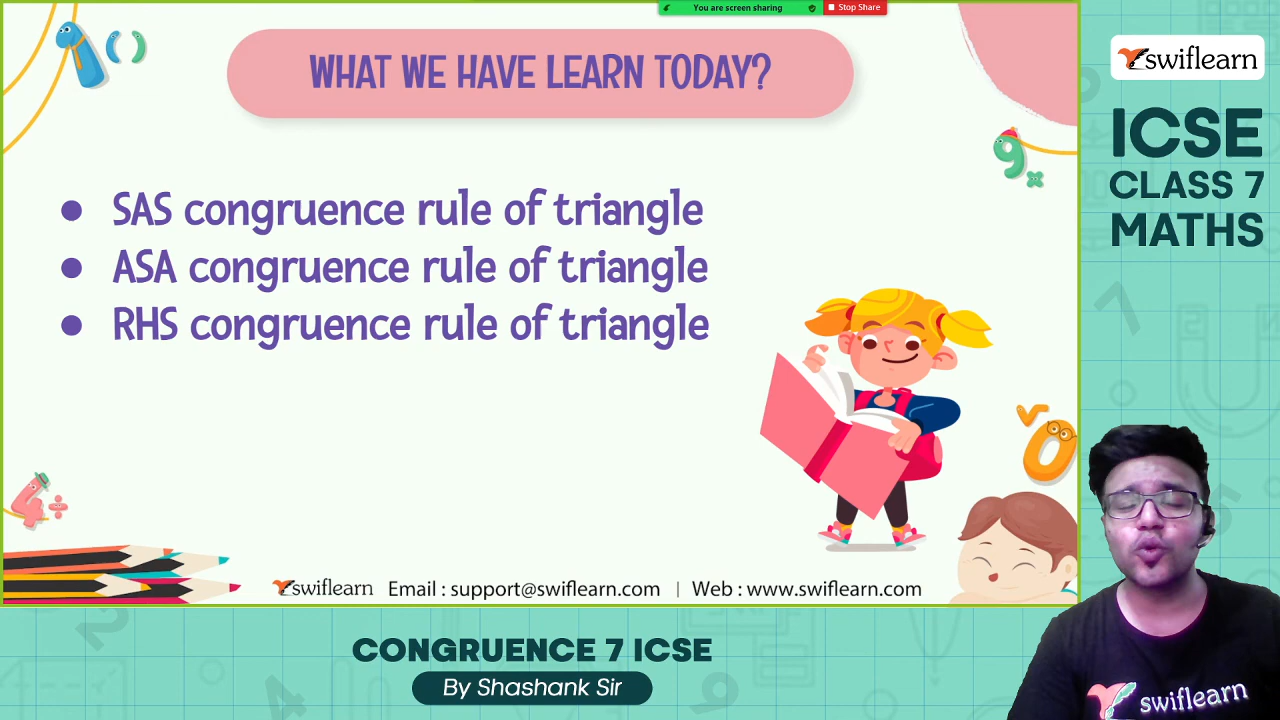 You are screen sharing
Stop Share
WHAT WE HAVE LEARN TODAY?
swiflearn
ICSE
CLASS 7
MATHS
• SAS congruence rule of triangle
• ASA congruence rule of triangle
• RHS congruence rule of triangle
swiflearn Email : support@swiflearn.com | Web : www.swiflearn.com
CONGRUENCE 7 ICSE
By Shashank Sir
swiflearn